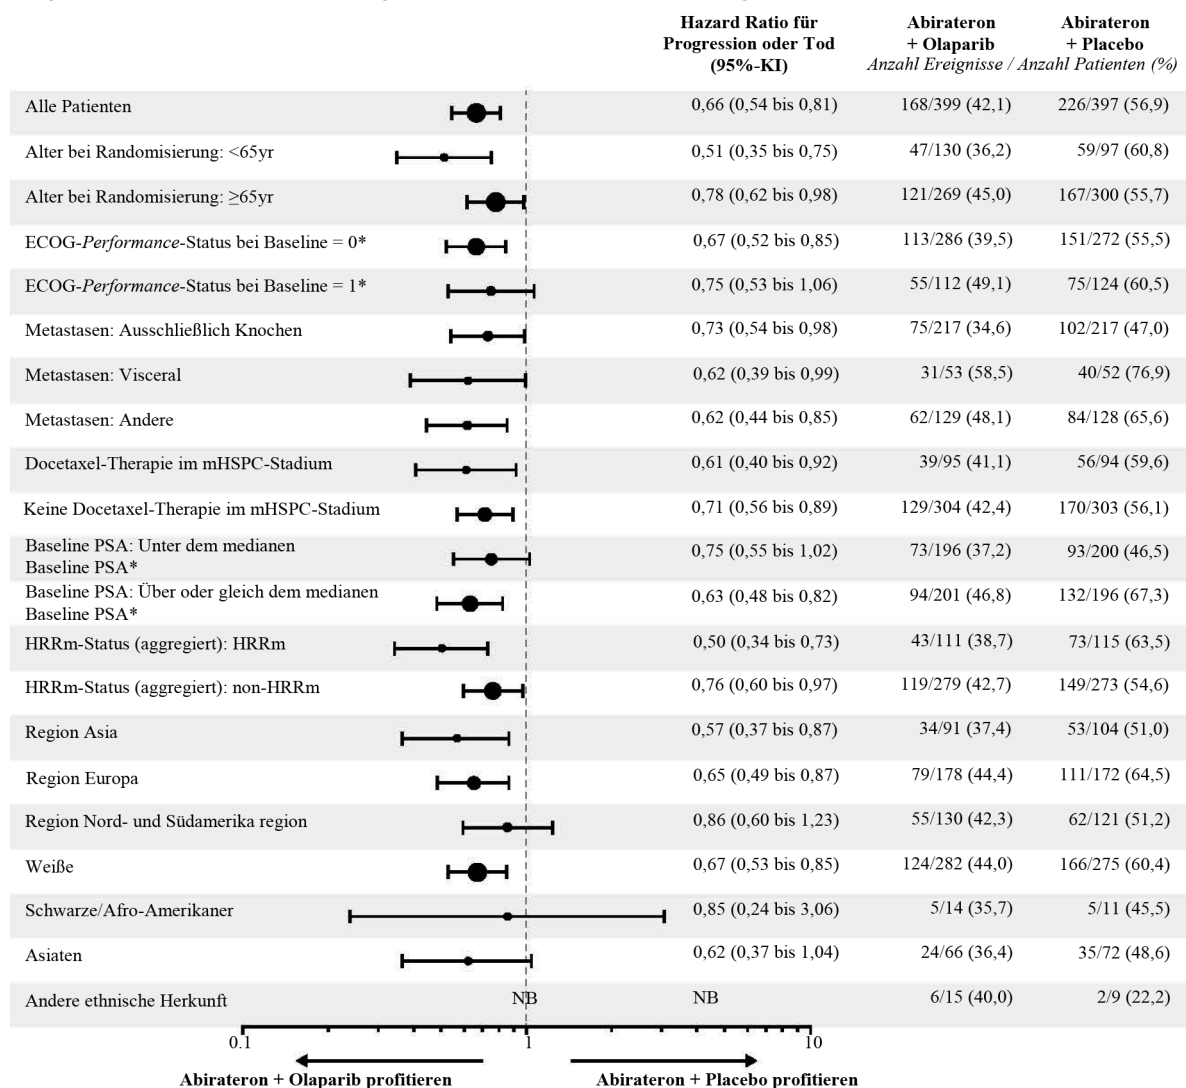 Hazard Ratio für
Progression oder Tod
(95%-KI)
Abirateron
+ Olaparib
Abirateron
+ Placebo
Anzahl Ereignisse / Anzahl Patienten (%)
Alle Patienten 0,66 (0,54 bis 0,81) 168/399 (42,1) 226/397 (56,9)
Alter bei Randomisierung: <65yr 0,51 (0,35 bis 0,75) 47/130 (36,2) 59/97 (60,8)
Alter bei Randomisierung: ≥65yr 0,78 (0,62 bis 0,98) 121/269 (45,0) 167/300 (55,7)
ECOG-Performance-Status bei Baseline = 0* 0,67 (0,52 bis 0,85) 113/286 (39,5) 151/272 (55,5)
ECOG-Performance-Status bei Baseline = 1* 0,75 (0,53 bis 1,06) 55/112 (49,1) 75/124 (60,5)
Metastasen: Ausschließlich Knochen 0,73 (0,54 bis 0,98) 75/217 (34,6) 102/217 (47,0)
Metastasen: Visceral 0,62 (0,39 bis 0,99) 31/53 (58,5) 40/52 (76,9)
Metastasen: Andere 0,62 (0,44 bis 0,85) 62/129 (48,1) 84/128 (65,6)
Docetaxel-Therapie im mHSPC-Stadium 0,61 (0,40 bis 0,92) 39/95 (41,1) 56/94 (59,6)
Keine Docetaxel-Therapie im mHSPC-Stadium 0,71 (0,56 bis 0,89) 129/304 (42,4) 170/303 (56,1)
Baseline PSA: Unter dem medianen
Baseline PSA* 0,75 (0,55 bis 1,02) 73/196 (37,2) 93/200 (46,5)
Baseline PSA: Über oder gleich dem medianen
Baseline PSA* 0,63 (0,48 bis 0,82) 94/201 (46,8) 132/196 (67,3)
HRRm-Status (aggregiert): HRRm 0,50 (0,34 bis 0,73) 43/111 (38,7) 73/115 (63,5)
HRRm-Status (aggregiert): non-HRRm 0,76 (0,60 bis 0,97) 119/279 (42,7) 149/273 (54,6)
Region Asia 0,57 (0,37 bis 0,87) 34/91 (37,4) 53/104 (51,0)
Region Europa 0,65 (0,49 bis 0,87) 79/178 (44,4) 111/172 (64,5)
Region Nord- und Südamerika region 0,86 (0,60 bis 1,23) 55/130 (42,3) 62/121 (51,2)
Weiße 0,67 (0,53 bis 0,85) 124/282 (44,0) 166/275 (60,4)
Schwarze/Afro-Amerikaner 0,85 (0,24 bis 3,06) 5/14 (35,7) 5/11 (45,5)
Asiaten 0,62 (0,37 bis 1,04) 24/66 (36,4) 35/72 (48,6)
Andere ethnische Herkunft NB NB 6/15 (40,0) 2/9 (22,2)
0.1 1 10
Abirateron + Olaparib profitieren Abirateron + Placebo profitieren